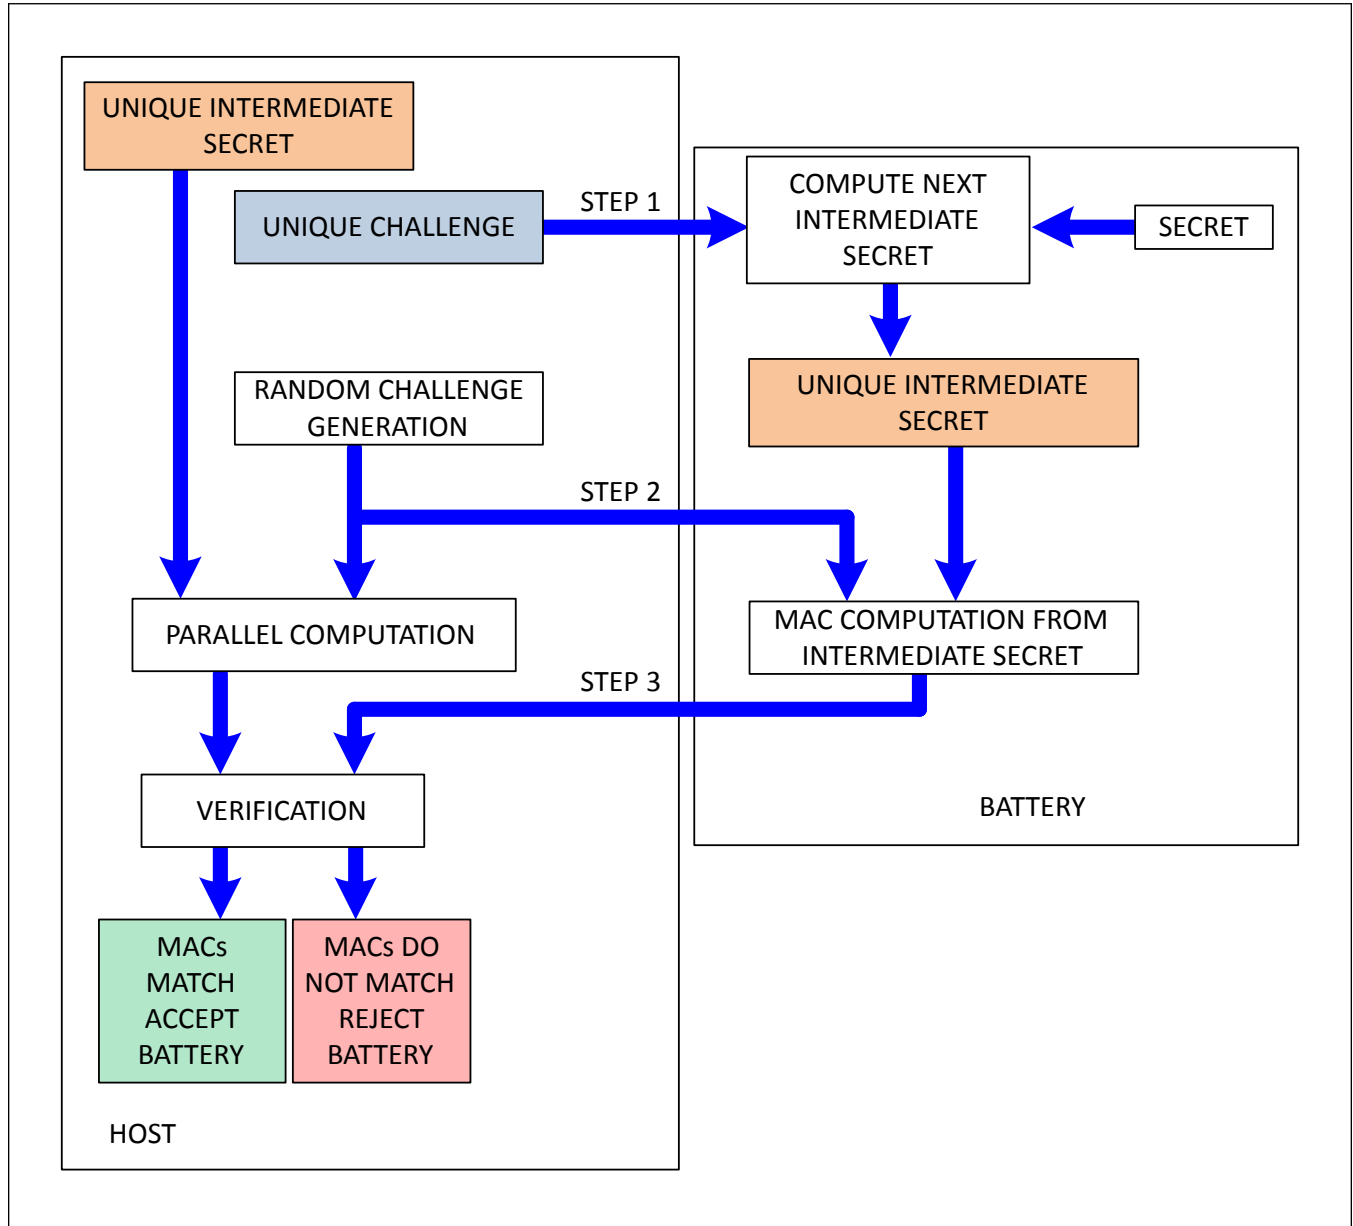 UNIQUE INTERMEDIATE
SECRET
UNIQUE CHALLENGE
STEP 1
COMPUTE NEXT
INTERMEDIATE
SECRET
SECRET
UNIQUE INTERMEDIATE
SECRET
RANDOM CHALLENGE
GENERATION
STEP 2
PARALLEL COMPUTATION
MAC COMPUTATION FROM
INTERMEDIATE SECRET
STEP 3
VERIFICATION
BATTERY
MACs
MATCH
ACCEPT
BATTERY
MACs DO
NOT MATCH
REJECT
BATTERY
HOST